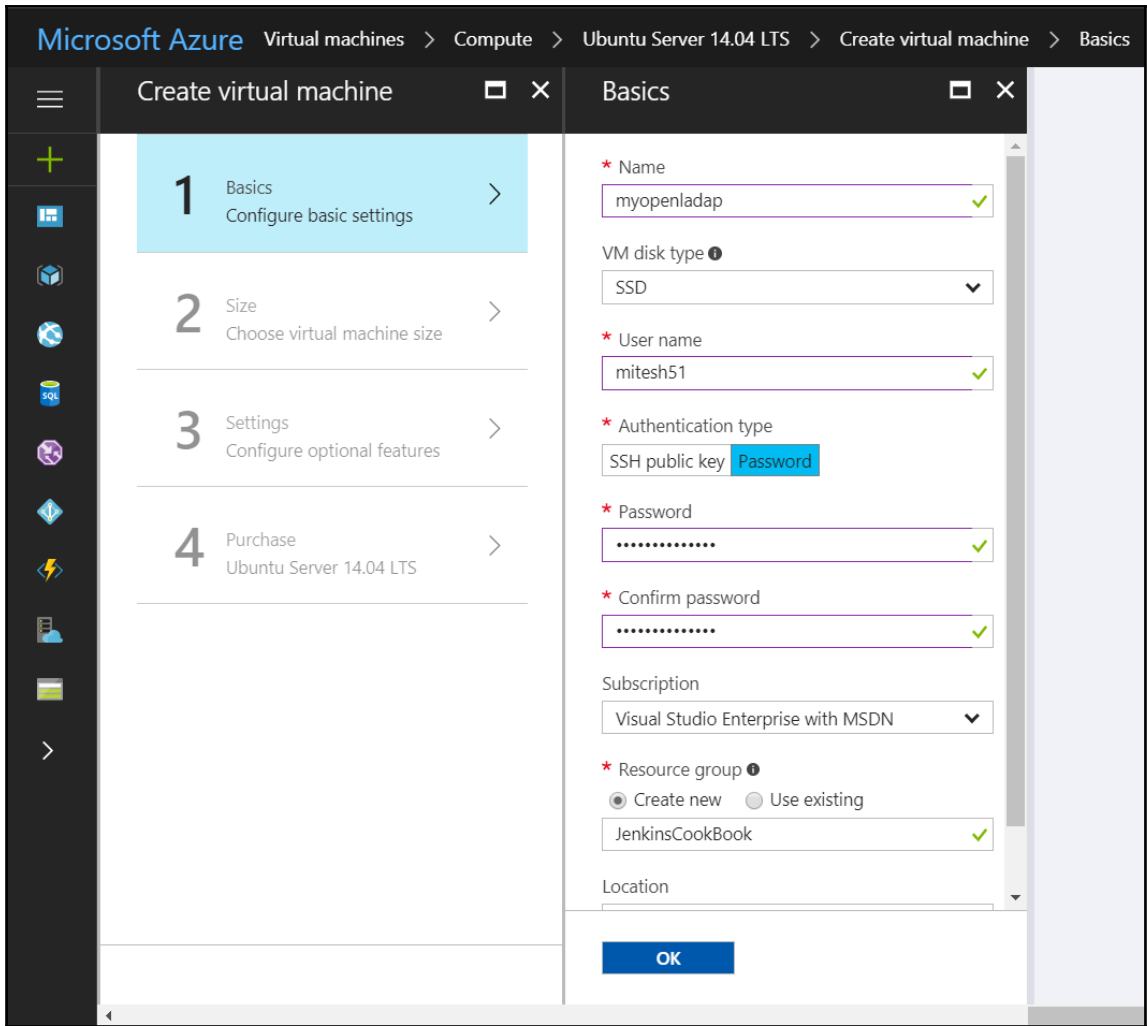 Microsoft Azure Virtual machines > Compute > Ubuntu Server 14.04 LTS > Create virtual machine > Basics
Create virtual machine
1
Basics
Configure basic settings
2
Size
Choose virtual machine size
3
Settings
Configure optional features
4
Purchase
Ubuntu Server 14.04 LTS
Basics
* Name
myopenladap
VM disk type
SSD
* User name
mitesh51
* Authentication type
SSH public key Password
* Password
••••••••••••••
* Confirm password
••••••••••••••
Subscription
Visual Studio Enterprise with MSDN
* Resource group
Create new Use existing
JenkinsCookBook
Location
OK
SQL